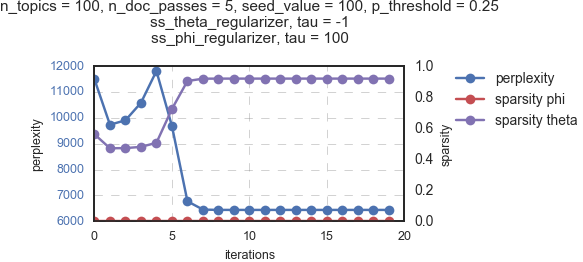 n_topics = 100, n_doc_passes = 5, seed_value = 100, p_threshold = 0.25
ss_theta_regularizer, tau = -1
ss_phi_regularizer, tau = 100
12000
11000
10000
9000
8000
7000
6000
perplexity
1.0
0.8
0.6
0.4
0.2
0.0
sparsity
0
5
10
15
20
iterations
perplexity
sparsity phi
sparsity theta